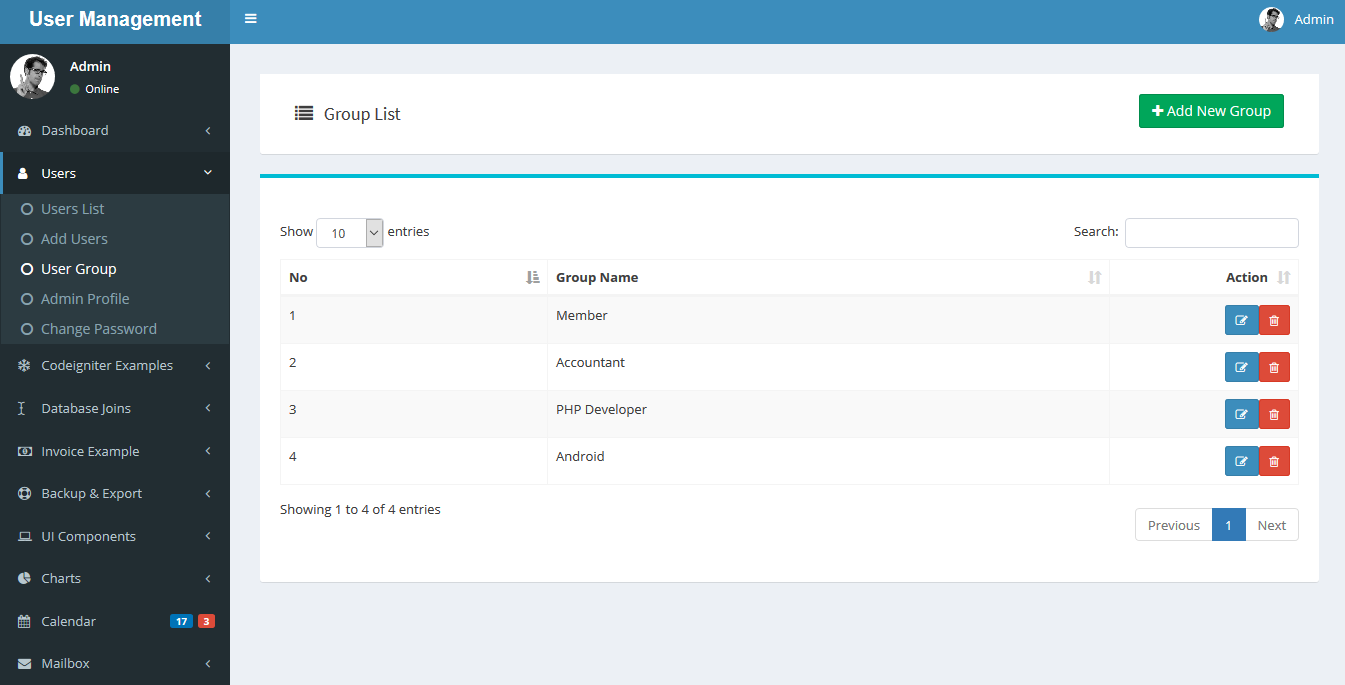 User Management
Admin
Admin
Online
Dashboard
Users
Users List
Add Users
User Group
Admin Profile
Change Password
Codeigniter Examples
Database Joins
Invoice Example
Backup & Export
UI Components
Charts
Calendar 17 3
Mailbox
Group List
Add New Group
Show 10 entries
Search:
No Group Name Action
1 Member
2 Accountant
3 PHP Developer
4 Android
Showing 1 to 4 of 4 entries
Previous 1 Next